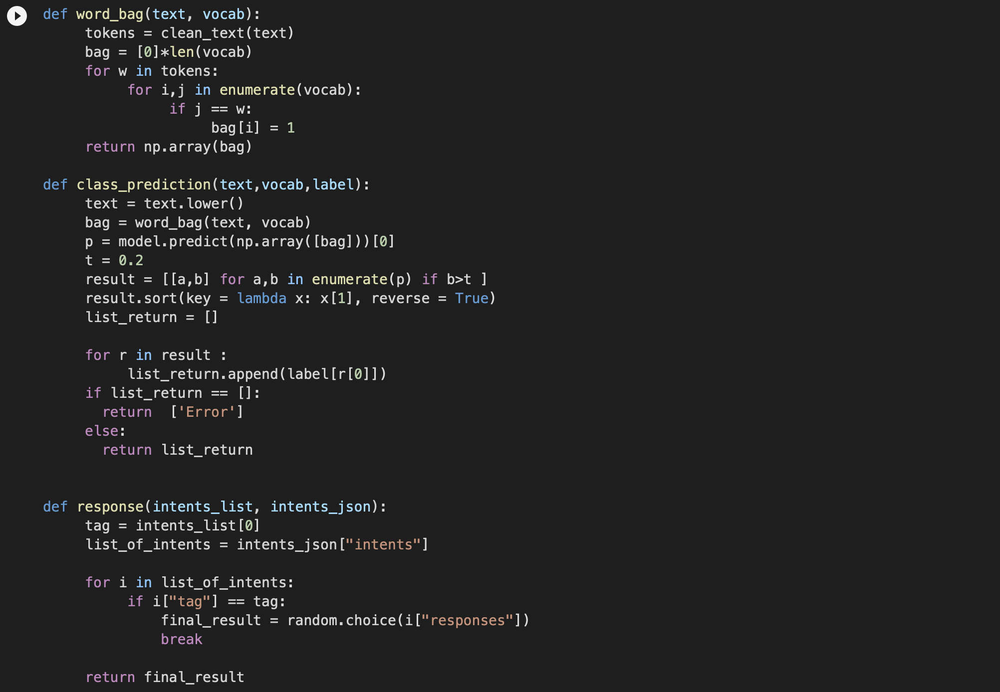 def word_bag(text, vocab):
     tokens = clean_text(text)
     bag = [0]*len(vocab)
     for w in tokens:
          for i,j in enumerate(vocab):
               if j == w:
                    bag[i] = 1
     return np.array(bag)

def class_prediction(text,vocab,label):
     text = text.lower()
     bag = word_bag(text, vocab)
     p = model.predict(np.array([bag]))[0]
     t = 0.2
     result = [[a,b] for a,b in enumerate(p) if b>t ]
     result.sort(key = lambda x: x[1], reverse = True)
     list_return = []

     for r in result :
          list_return.append(label[r[0]])
     if list_return == []:
       return  ['Error']
     else:
       return list_return


def response(intents_list, intents_json):
     tag = intents_list[0]
     list_of_intents = intents_json["intents"]

     for i in list_of_intents:
          if i["tag"] == tag:
              final_result = random.choice(i["responses"])
              break

     return final_result